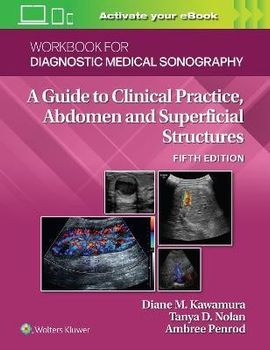 Activate your eBook
WORKBOOK FOR
DIAGNOSTIC MEDICAL SONOGRAPHY
A Guide to Clinical Practice,
Abdomen and Superficial
Structures
FIFTH EDITION
Diane M. Kawamura
Tanya D. Nolan
Ambree Penrod
Wolters Kluwer